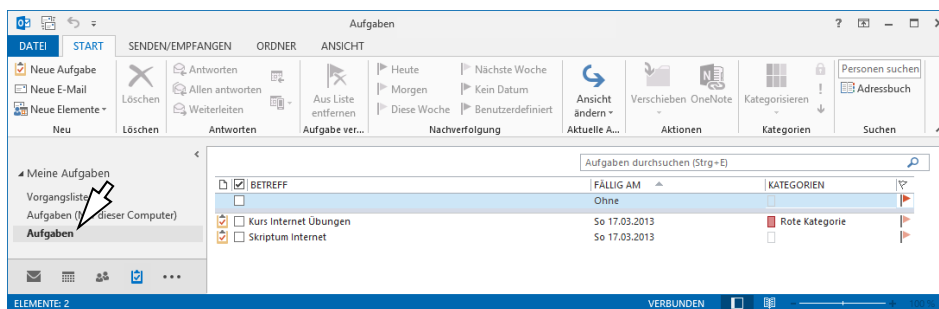 Aufgaben
DATEI START SENDEN/EMPFANGEN ORDNER ANSICHT
Neue Aufgabe
Neue E-Mail
Neue Elemente
Neu
Löschen
Löschen
Antworten
Allen antworten
Weiterleiten
Antworten
Aus Liste
entfernen
Aufgabe ver...
Heute
Morgen
Diese Woche
Nächste Woche
Kein Datum
Benutzerdefiniert
Nachverfolgung
Ansicht
ändern
Aktuelle A...
Verschieben OneNote
Aktionen
Kategorisieren
Kategorien
Personen suchen
Adressbuch
Suchen
Meine Aufgaben
Vorgangsliste
Aufgaben dieser Computer)
Aufgaben
Aufgaben durchsuchen (Strg+E)
BETREFF FÄLLIG AM KATEGORIEN
Ohne
Kurs Internet Übungen So 17.03.2013 Rote Kategorie
Skriptum Internet So 17.03.2013
ELEMENTE: 2 VERBUNDEN 100 %